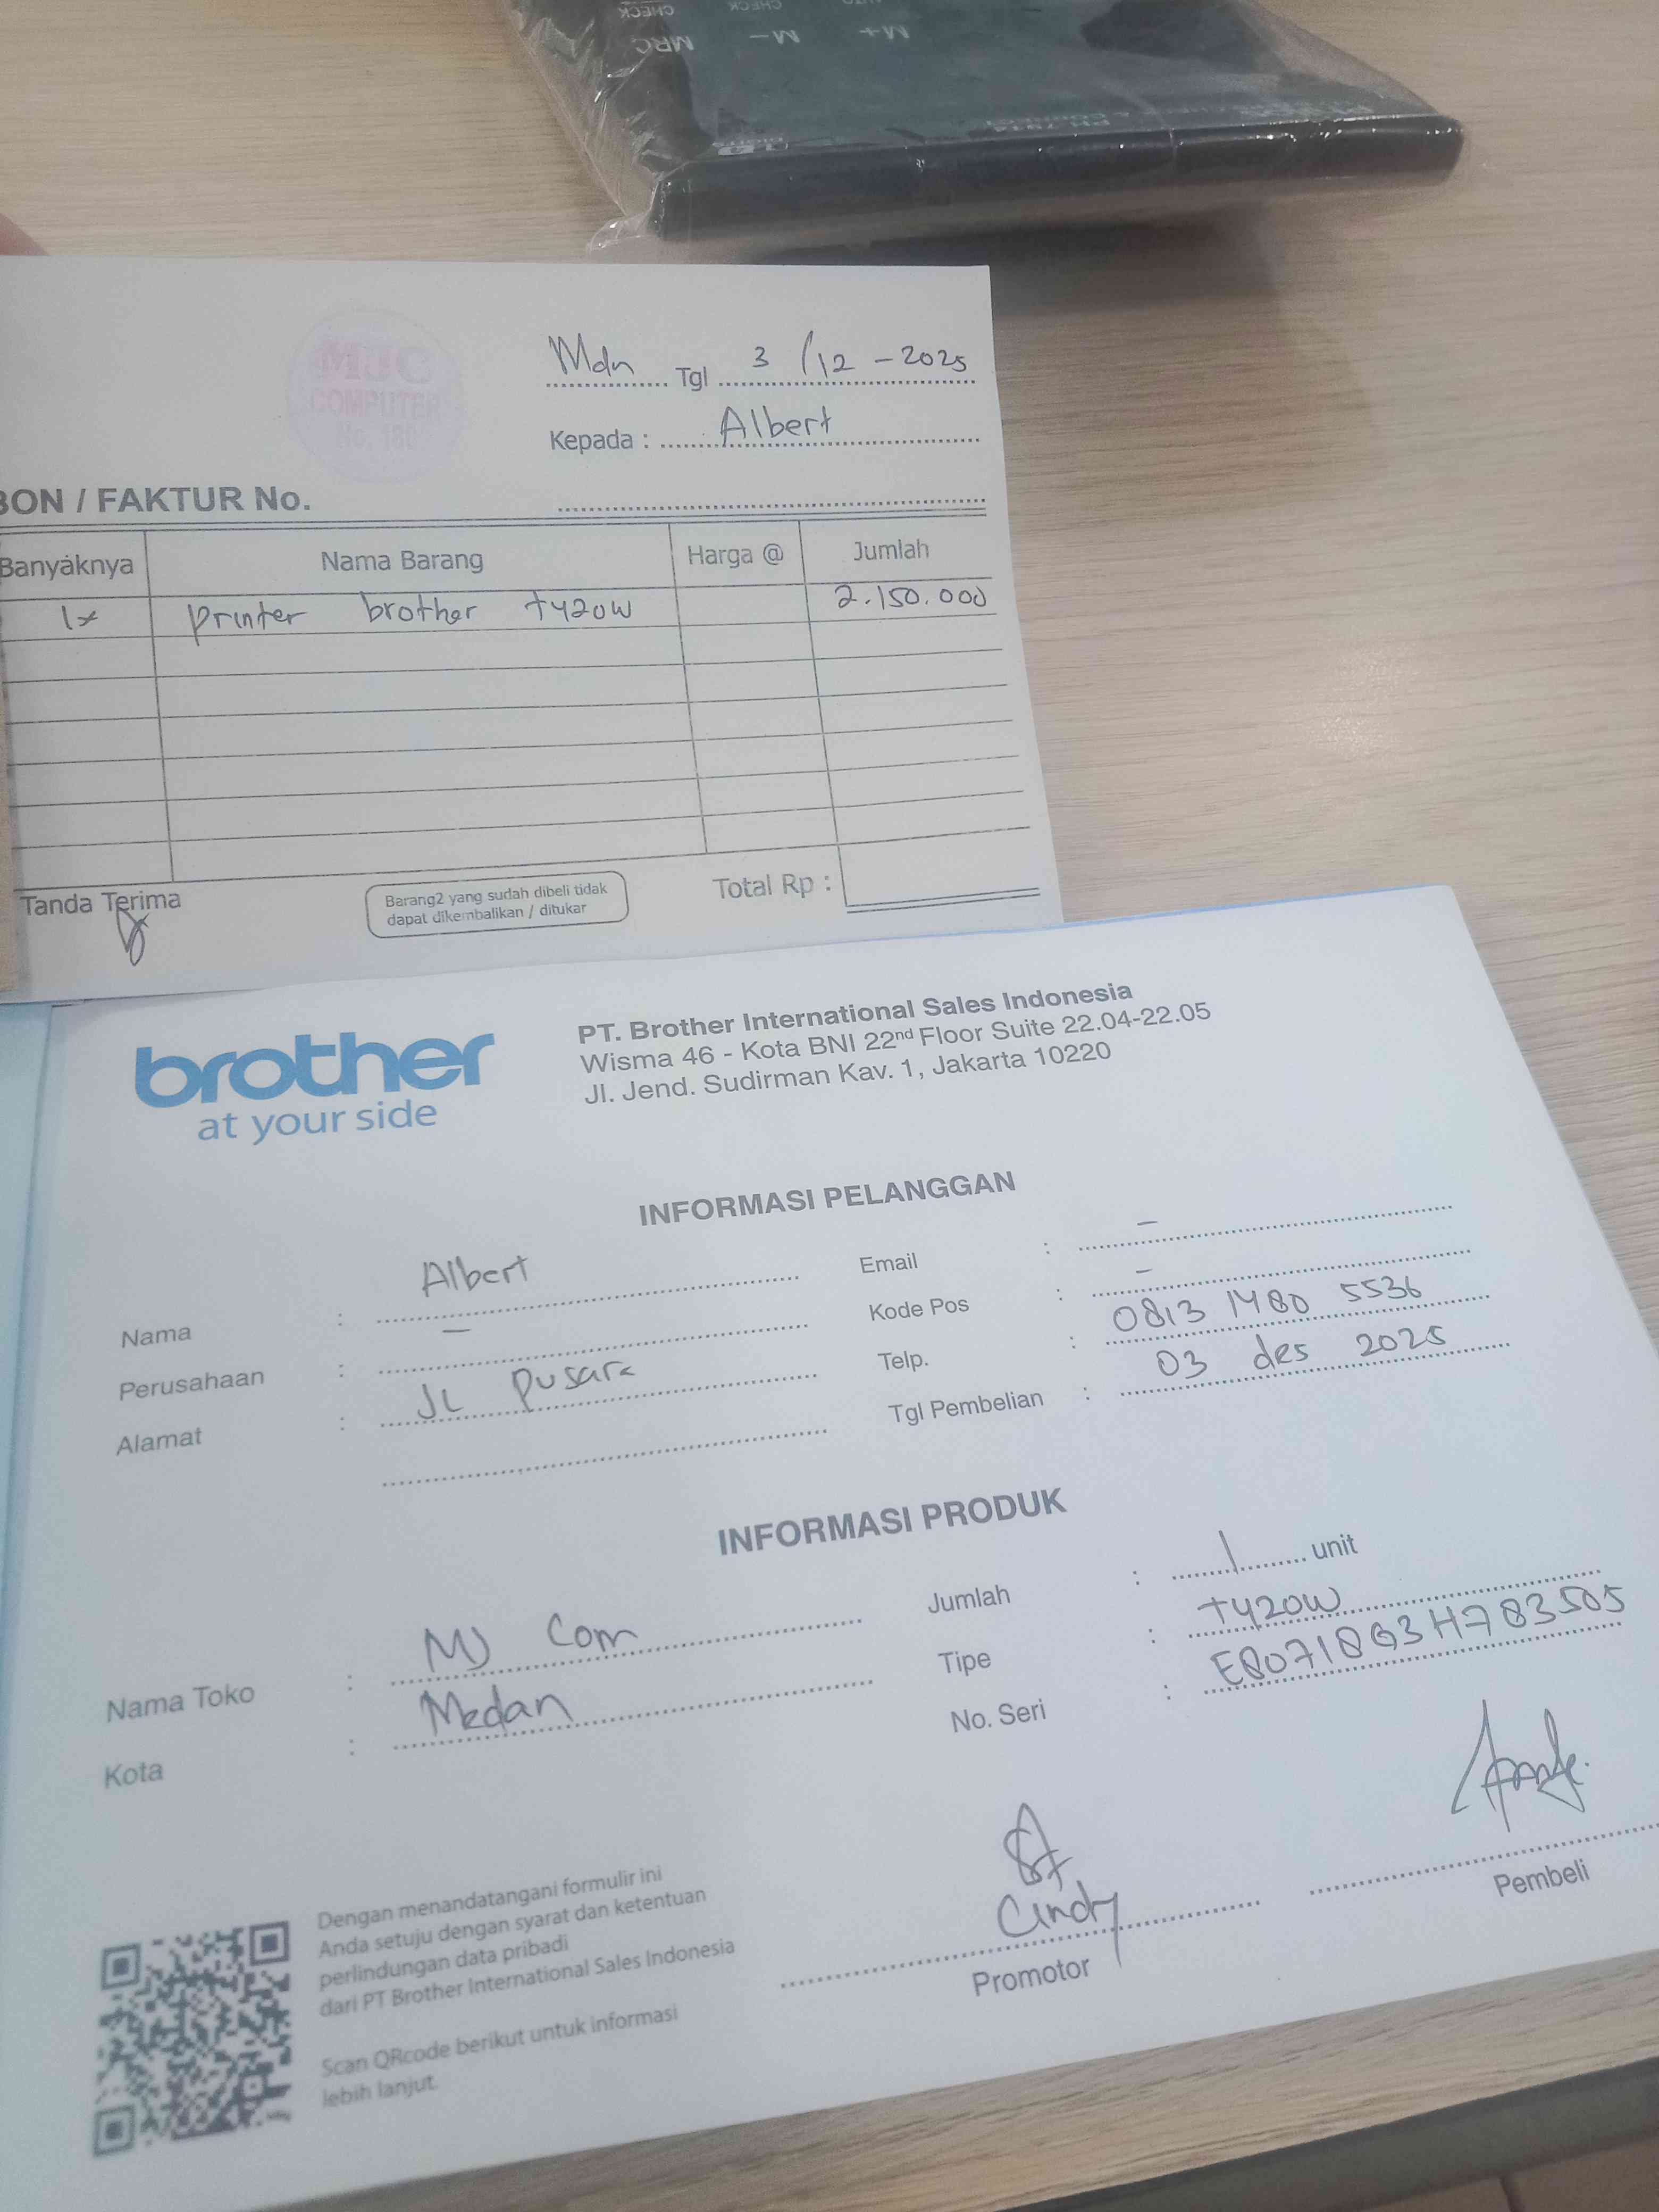 CHECK CHECK
MRC M- M+
MJC
COMPUTER
No. 180
Mdn Tgl 3/12-2025
Kepada : Albert
BON / FAKTUR No.
Banyaknya Nama Barang Harga @ Jumlah
1x printer brother t420w 2.150.000
Tanda Terima
Barang2 yang sudah dibeli tidak
dapat dikembalikan / ditukar
Total Rp :
brother
at your side
PT. Brother International Sales Indonesia
Wisma 46 - Kota BNI 22nd Floor Suite 22.04-22.05
Jl. Jend. Sudirman Kav. 1, Jakarta 10220
INFORMASI PELANGGAN
Nama : Albert
Perusahaan : -
Alamat : JL Pusara
Email : -
Kode Pos : -
Telp. : 0813 1480 5536
Tgl Pembelian : 03 des 2025
INFORMASI PRODUK
Nama Toko : MJ Com
Kota : Medan
Jumlah : 1 unit
Tipe : t420w
No. Seri :
Dengan menandatangani formulir ini
Anda setuju dengan syarat dan ketentuan
perlindungan data pribadi
dari PT Brother International Sales Indonesia
Scan QRcode berikut untuk informasi
lebih lanjut.
Cindy
Promotor
Pembeli